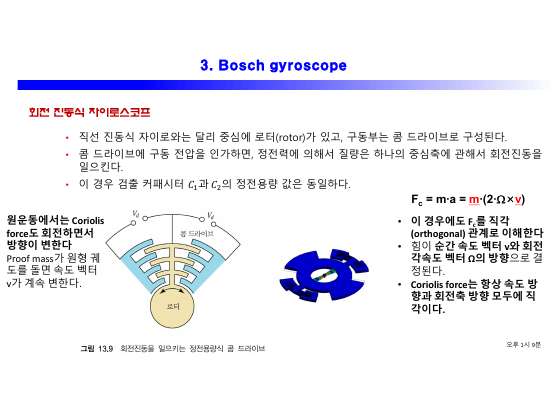 3. Bosch gyroscope
회전 진동식 자이로스코프
• 직선 진동식 자이로와는 달리 중심에 로터(rotor)가 있고, 구동부는 콤 드라이브로 구성된다.
• 콤 드라이브에 구동 전압을 인가하면, 정전력에 의해서 질량은 하나의 중심축에 관해서 회전진동을
일으킨다.
• 이 경우 검출 커패시터 C₁과 C₂의 정전용량 값은 동일하다.
원운동에서는 Coriolis
force도 회전하면서
방향이 변한다
Proof mass가 원형 궤
도를 돌면 속도 벡터
v가 계속 변한다.
V_d
V_d
콤 드라이브
로터
그림 13.9 회전진동을 일으키는 정전용량식 콤 드라이브
F_c = m·a = m·(2·Ω×v)
• 이 경우에도 F_c를 직각
(orthogonal) 관계로 이해한다
• 힘이 순간 속도 벡터 v와 회전
각속도 벡터 Ω의 방향으로 결
정된다.
• Coriolis force는 항상 속도 방
향과 회전축 방향 모두에 직
각이다.
오후 1시 9분